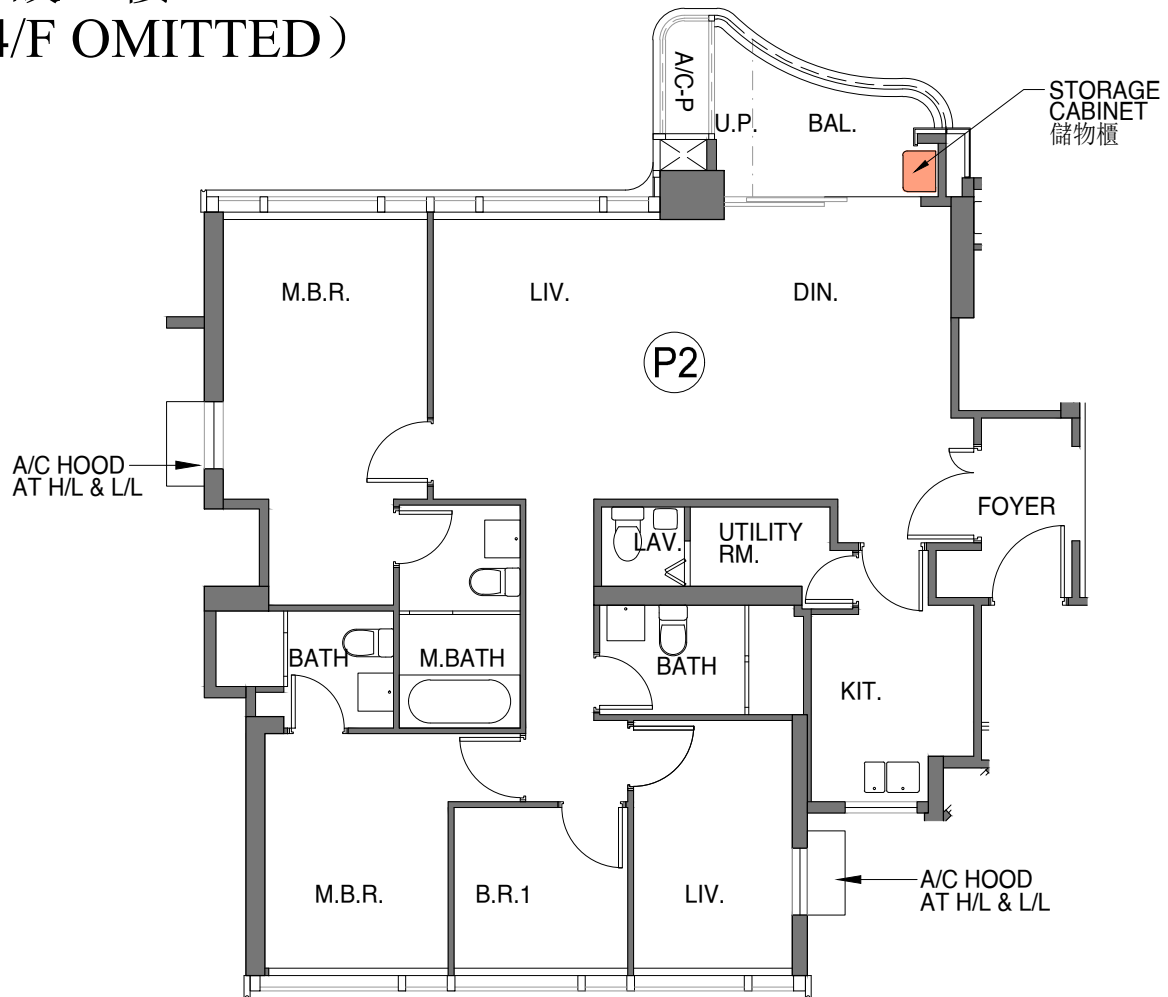 4/F OMITTED）
A/C-P
U.P.
BAL.
STORAGE
CABINET
儲物櫃
M.B.R.
LIV.
DIN.
P2
A/C HOOD
AT H/L & L/L
FOYER
LAV.
UTILITY
RM.
BATH
M.BATH
BATH
KIT.
M.B.R.
B.R.1
LIV.
A/C HOOD
AT H/L & L/L